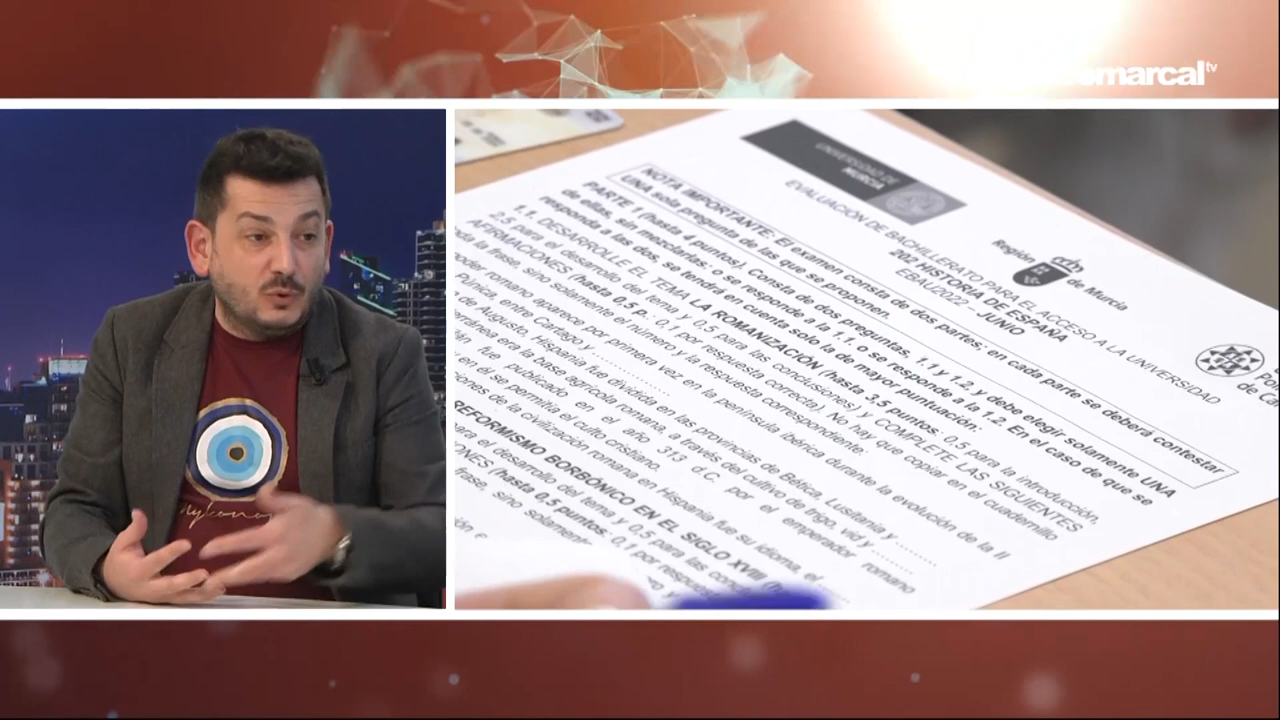 marcal tv
Mykonos
UNIVERSIDAD DE
MURCIA
Región
de Murcia
EVALUACIÓN DE BACHILLERATO PARA EL ACCESO A LA UNIVERSIDAD
202 HISTORIA DE ESPAÑA
EBAU2022 – JUNIO
NOTA IMPORTANTE: El examen consta de dos partes; en cada parte se deberá contestar
UNA sola pregunta de las que se proponen.
PARTE 1 (hasta 4 puntos). Consta de dos preguntas, 1.1 y 1.2, y debe elegir solamente UNA
de ellas, sin mezclarlas: o se responde a la 1.1. o se responde a la 1.2. En el caso de que se
responda a las dos, se tendrá en cuenta solo la de mayor puntuación.
1.1. DESARROLLE EL TEMA LA ROMANIZACIÓN (hasta 3,5 puntos. 0,5 para la introducción,
2,5 para el desarrollo del tema y 0,5 para las conclusiones) y COMPLETE LAS SIGUIENTES
AFIRMACIONES (hasta 0,5 p. 0,1 por respuesta correcta). No hay que copiar en el cuadernillo
la frase, sino solamente el número y la respuesta correspondiente.
poder romano aparece por primera vez en la península ibérica durante la evolución de la II
Púnica, entre Cartago y ............
de Augusto, Hispania fue dividida en las provincias de Bética, Lusitania y ............
era la base agrícola romana, a través del cultivo de trigo, vid y ............
fue publicado en el año 313 d.C. por el emperador romano
en él se permitía el culto cristiano.
de la civilización romana en Hispania fue su idioma, el
REFORMISMO BORBÓNICO EN EL SIGLO XVIII
para el desarrollo del tema y 0,5 para las
(hasta 0,5 puntos. 0,1 por
frase, sino solamente